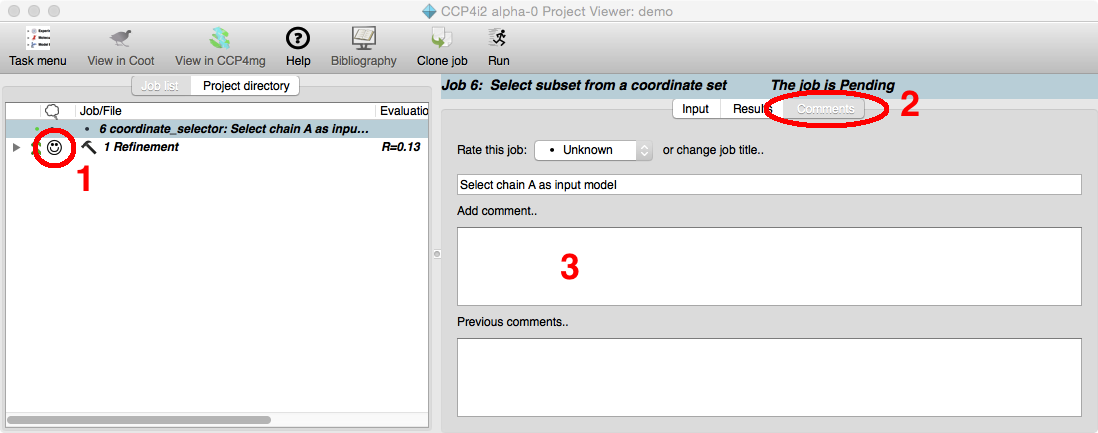 CCP4i2 alpha-0 Project Viewer: demo
Task menu View in Coot View in CCP4mg Help Bibliography Clone job Run
Job list Project directory
Job/File Evaluatio
6 coordinate_selector: Select chain A as inpu...
1 Refinement R=0.13
1
Job 6: Select subset from a coordinate set The job is Pending
Input Results Comments 2
Rate this job: • Unknown or change job title..
Select chain A as input model
Add comment..
3
Previous comments..